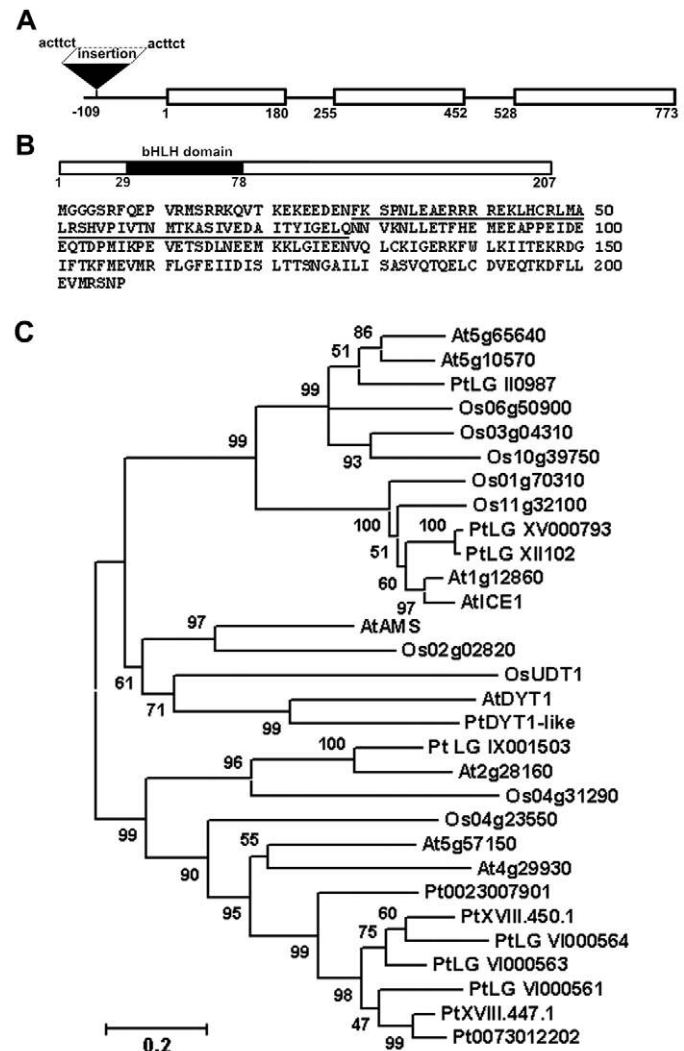 A
acttct acttct
insertion
-109 1 180 255 452 528 773
B
bHLH domain
1 29 78 207
MGGGSRFQEP VRMSRRKQVT KEKEEDENFK SPNLEAERRR REKLHCRLMA 50
LRSHVPIVTN MTKASIVEDA ITYIGELQNN VKNLLETFHE MEEAPPEIDE 100
EQTDPMIKPE VETSDLNEEM KKLGIEENVQ LCKIGERKFW LKIITEKRDG 150
IFTKFMEVMR FLGFEIIDIS LTTSNGAILI SASVQTQELC DVEQTKDFLL 200
EVMRSNP
C
86 At5g65640
51 At5g10570
PtLG II0987
99 Os06g50900
Os03g04310
93 Os10g39750
99
Os01g70310
Os11g32100
100 100 PtLG XV000793
51 PtLG XII102
60 At1g12860
97 AtICE1
97 AtAMS
Os02g02820
61 OsUDT1
71 AtDYT1
99 PtDYT1-like
100 Pt LG IX001503
96 At2g28160
Os04g31290
99 Os04g23550
90 55 At5g57150
At4g29930
95 Pt0023007901
99 60 PtXVIII.450.1
75 PtLG VI000564
PtLG VI000563
98 PtLG VI000561
47 PtXVIII.447.1
99 Pt0073012202
0.2